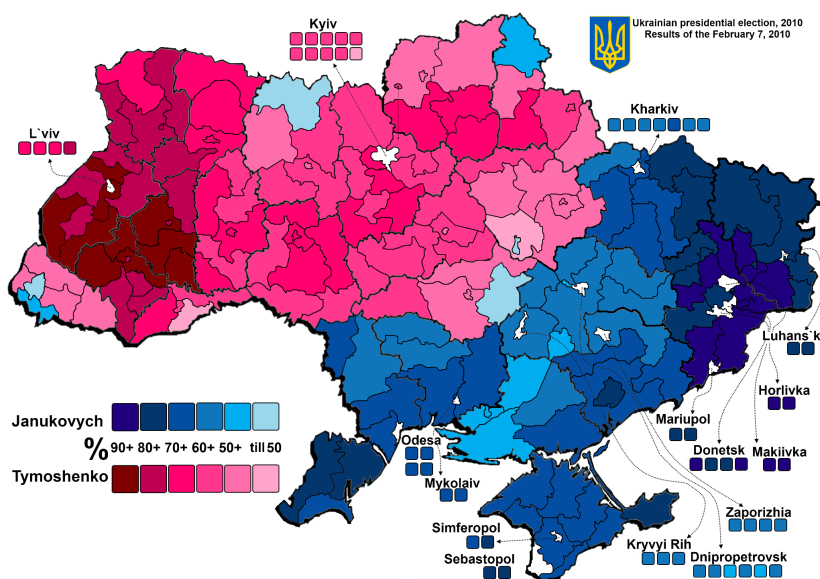 Ukrainian presidential election, 2010
Results of the February 7, 2010
Kyiv
Kharkiv
L`viv
Luhans`k
Horlivka
Mariupol
Donetsk
Makiivka
Janukovych
% 90+ 80+ 70+ 60+ 50+ till 50
Tymoshenko
Odesa
Mykolaiv
Simferopol
Sebastopol
Kryvyi Rih
Zaporizhia
Dnipropetrovsk